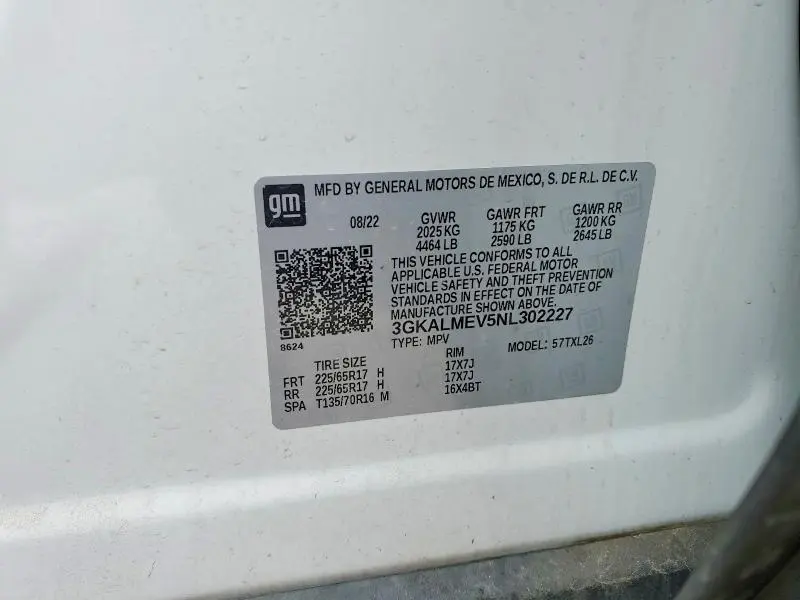 gm
MFD BY GENERAL MOTORS DE MEXICO, S. DE R.L. DE C.V.
08/22 GVWR GAWR FRT GAWR RR
2025 KG 1175 KG 1200 KG
4464 LB 2590 LB 2645 LB
THIS VEHICLE CONFORMS TO ALL
APPLICABLE U.S. FEDERAL MOTOR
VEHICLE SAFETY AND THEFT PREVENTION
STANDARDS IN EFFECT ON THE DATE OF
MANUFACTURE SHOWN ABOVE.
3GKALMEV5NL302227
8624
TYPE: MPV MODEL: 57TXL26
TIRE SIZE RIM
FRT 225/65R17 H 17X7J
RR 225/65R17 H 17X7J
SPA T135/70R16 M 16X4BT